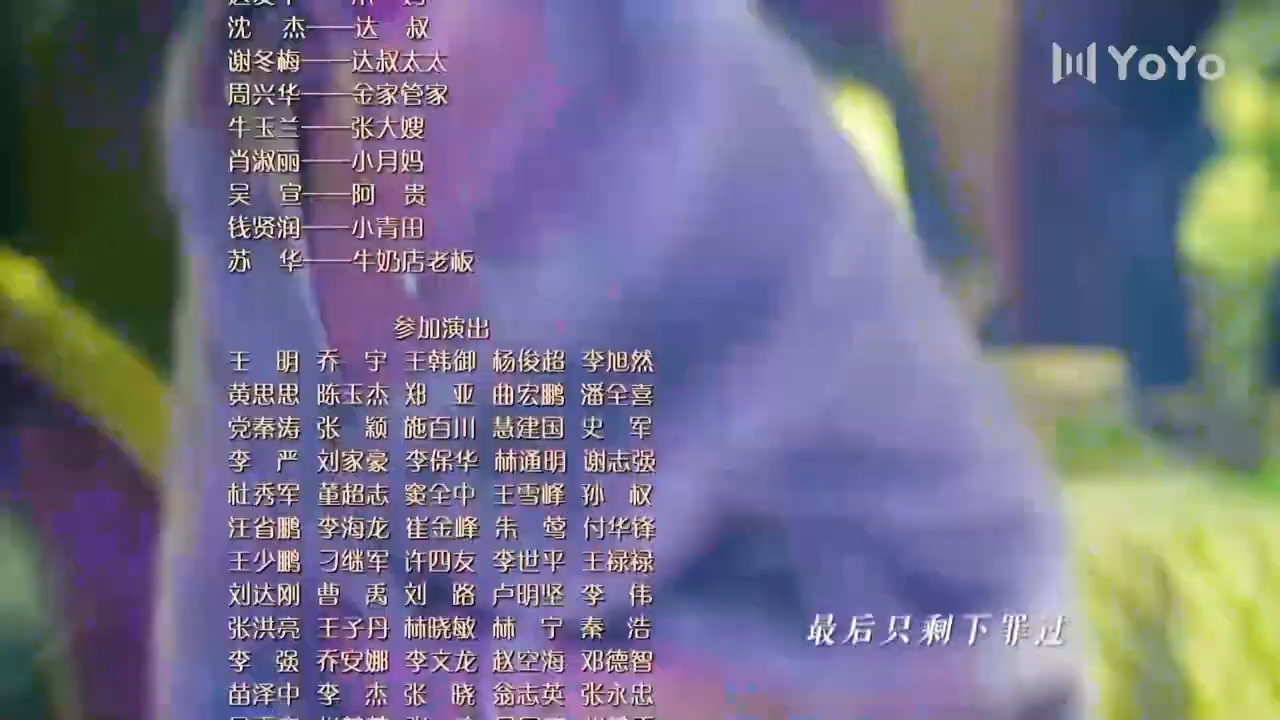 沈 杰——达 叔
YoYo
谢冬梅——达叔太太
周兴华——金家管家
牛玉兰——张大嫂
肖淑丽——小月妈
吴 宣——阿 贵
钱贤润——小青田
苏 华——牛奶店老板
参加演出
王 明 乔 宇 王韩御 杨俊超 李旭然
黄思思 陈玉杰 郑 亚 曲宏鹏 潘全喜
党秦涛 张 颖 施百川 慧建国 史 军
李 严 刘家豪 李保华 林通明 谢志强
杜秀军 董超志 窦全中 王雪峰 孙 权
汪省鹏 李海龙 崔金峰 朱 莺 付华锋
王少鹏 刁继军 许四友 李世平 王禄禄
刘达刚 曹 禹 刘 路 卢明坚 李 伟
张洪亮 王子丹 林晓敏 林 宁 秦 浩
李 强 乔安娜 李文龙 赵空海 邓德智
苗泽中 李 杰 张 晓 翁志英 张永忠
最后只剩下罪过